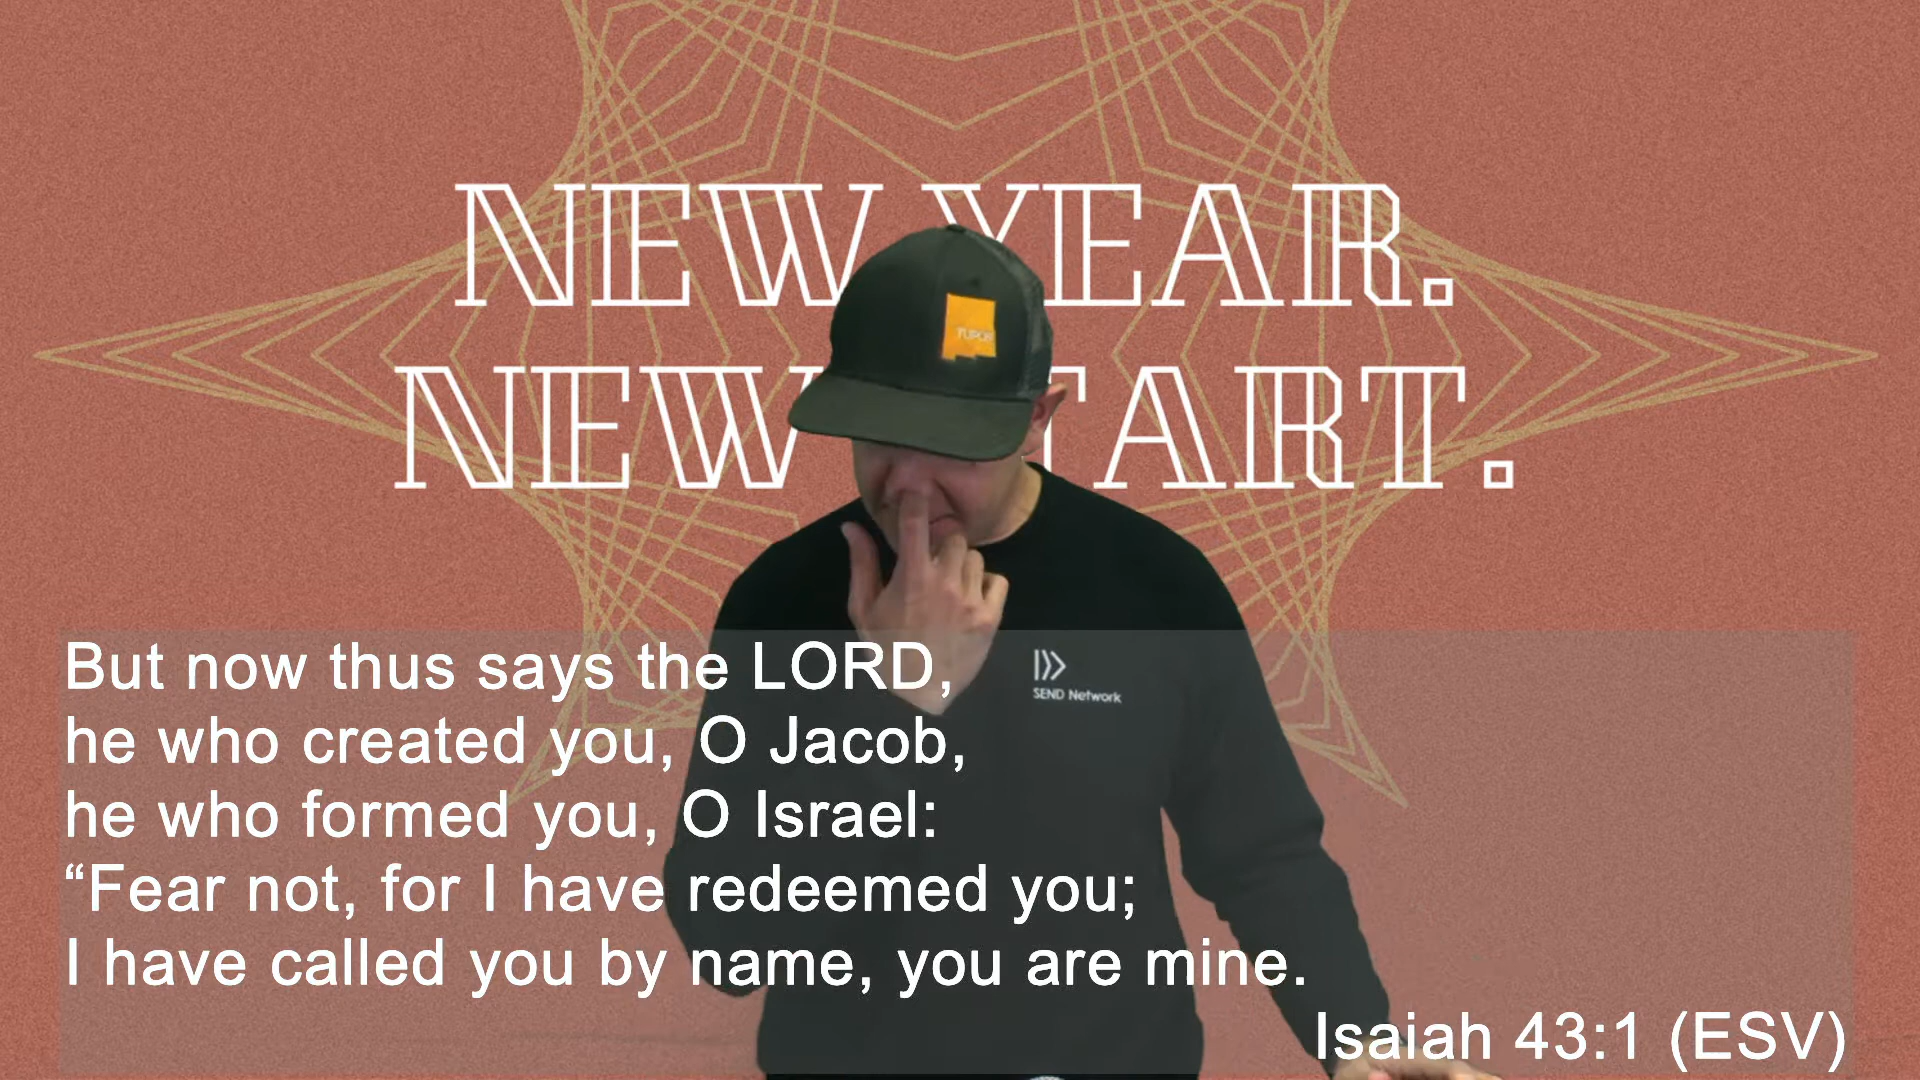 NEW YEAR.
NEW START.
TUPOS
SEND Network
But now thus says the LORD,
he who created you, O Jacob,
he who formed you, O Israel:
“Fear not, for I have redeemed you;
I have called you by name, you are mine.
Isaiah 43:1 (ESV)